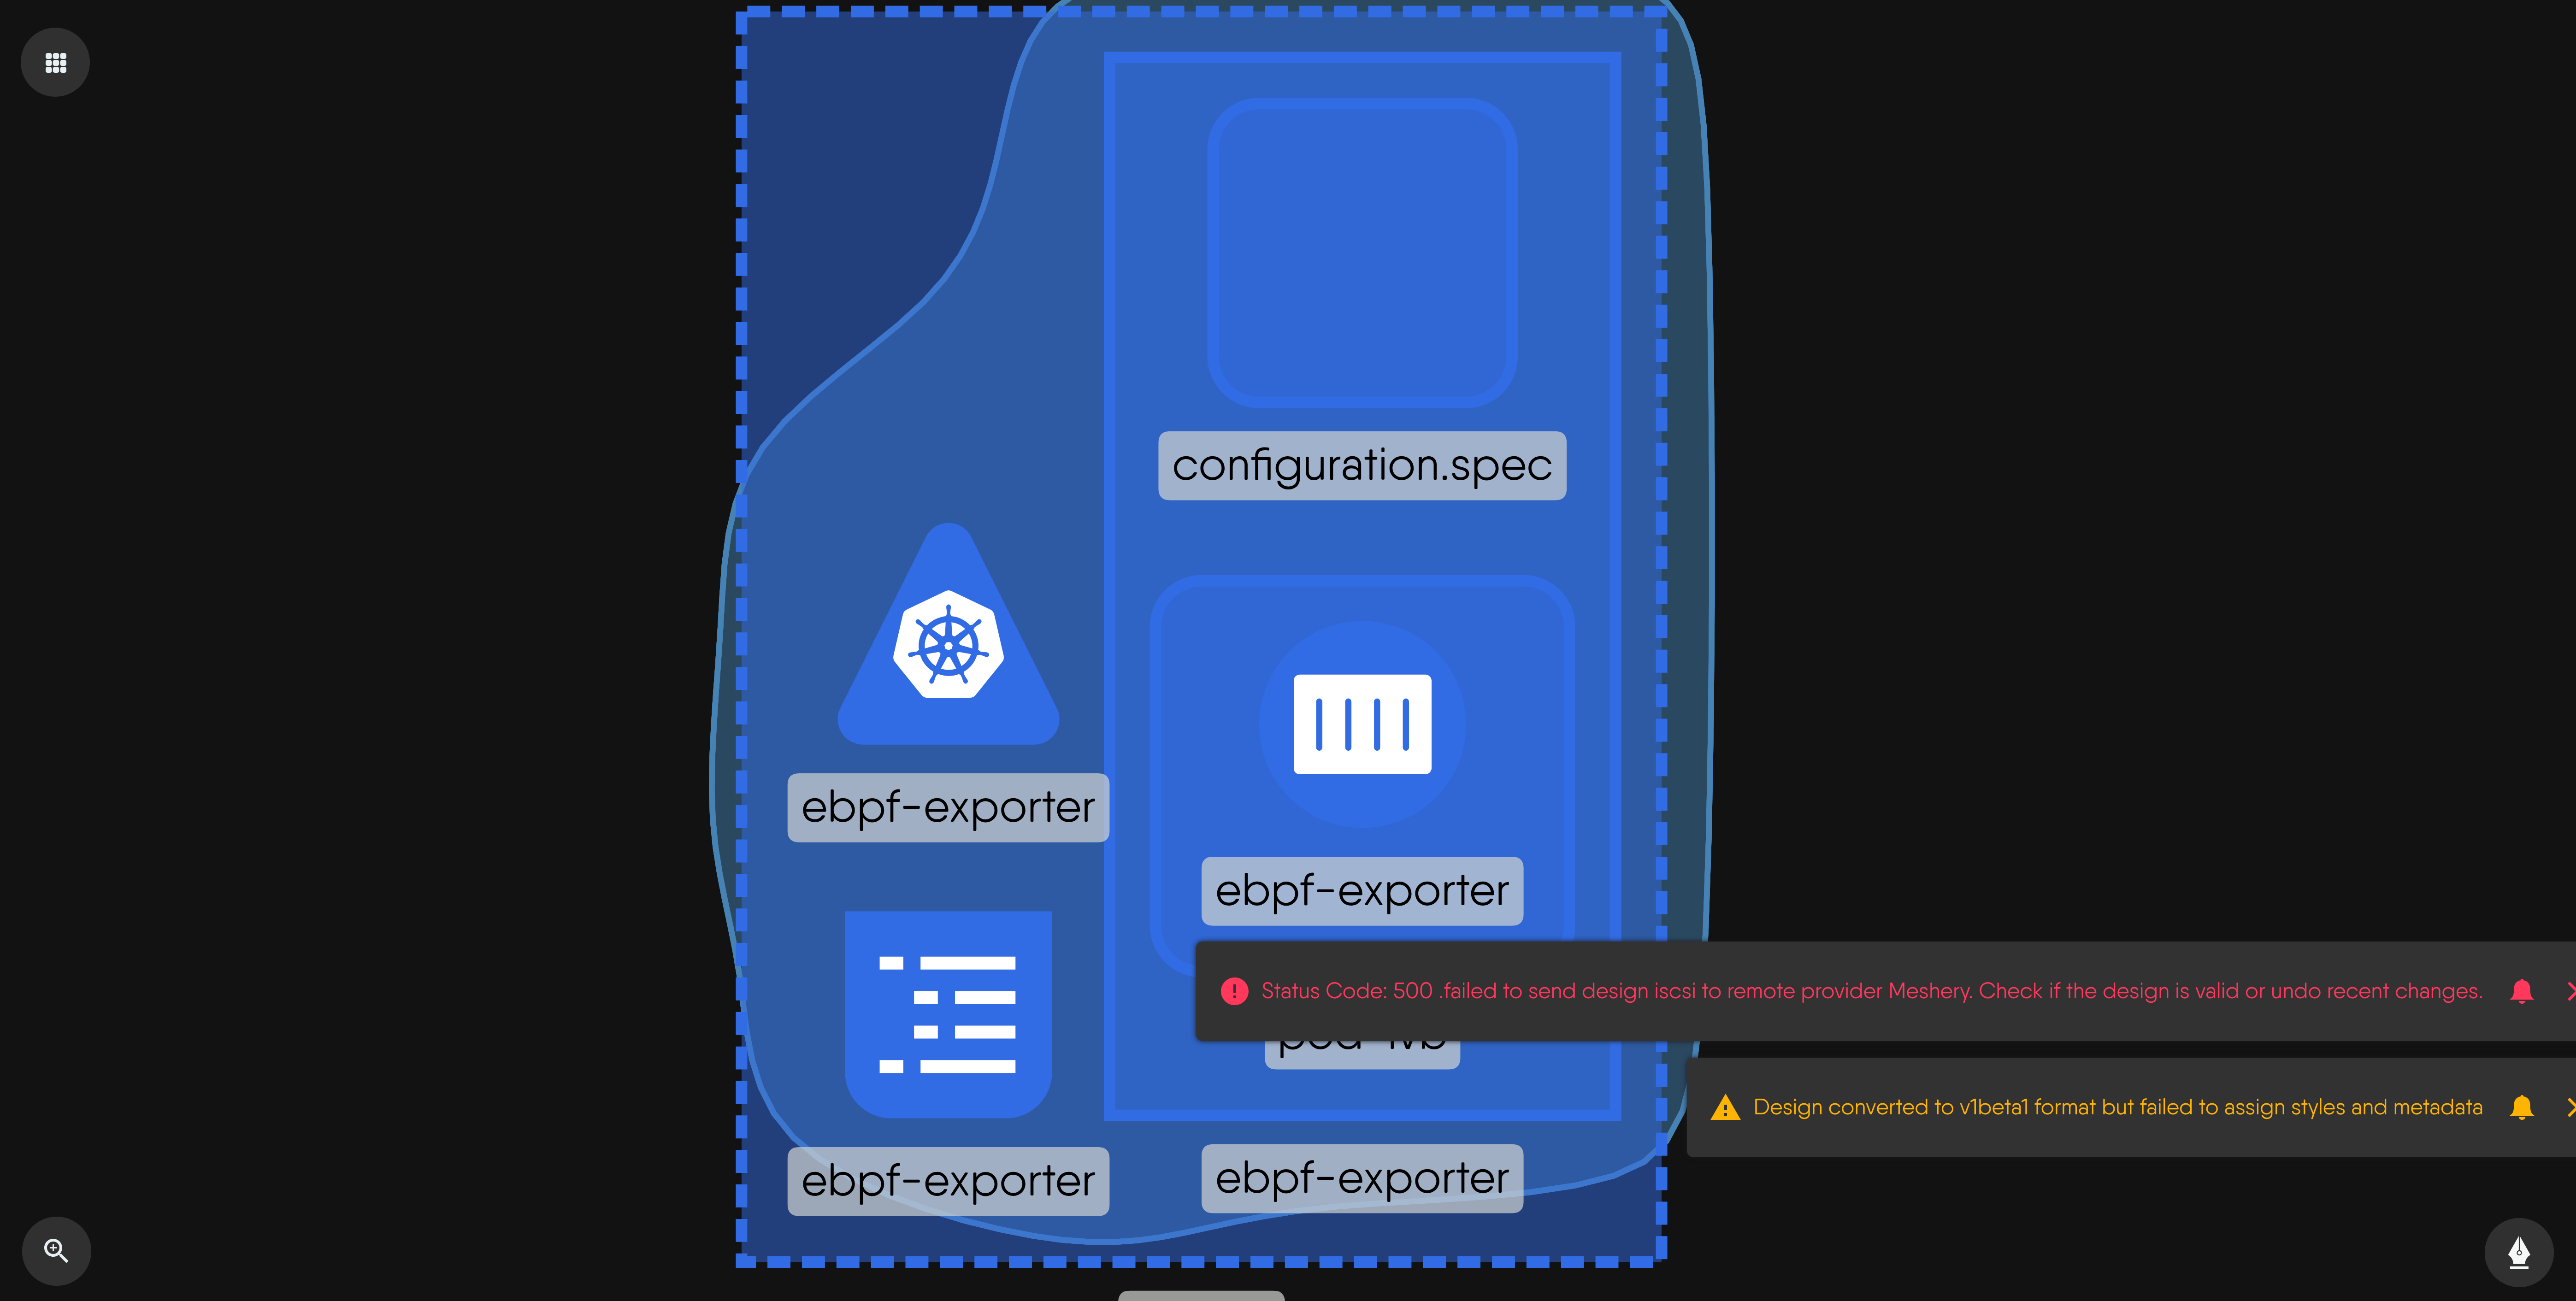 configuration.spec
ebpf-exporter
ebpf-exporter
Status Code: 500 .failed to send design iscsi to remote provider Meshery. Check if the design is valid or undo recent changes.
Design converted to v1beta1 format but failed to assign styles and metadata
ebpf-exporter
ebpf-exporter